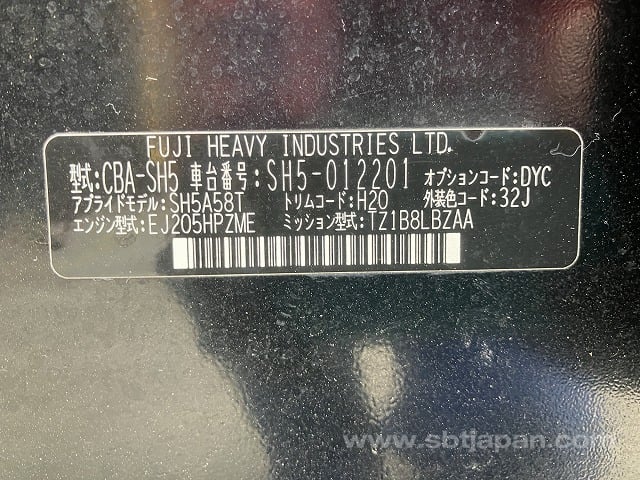 FUJI HEAVY INDUSTRIES LTD.
型式:CBA-SH5 車台番号:SH5-012201 オプションコード:DYC
アプライドモデル:SH5A58T トリムコード:H20 外装色コード:32J
エンジン型式:EJ205HPZME ミッション型式:TZ1B8LBZAA
www.sbtjapan.com